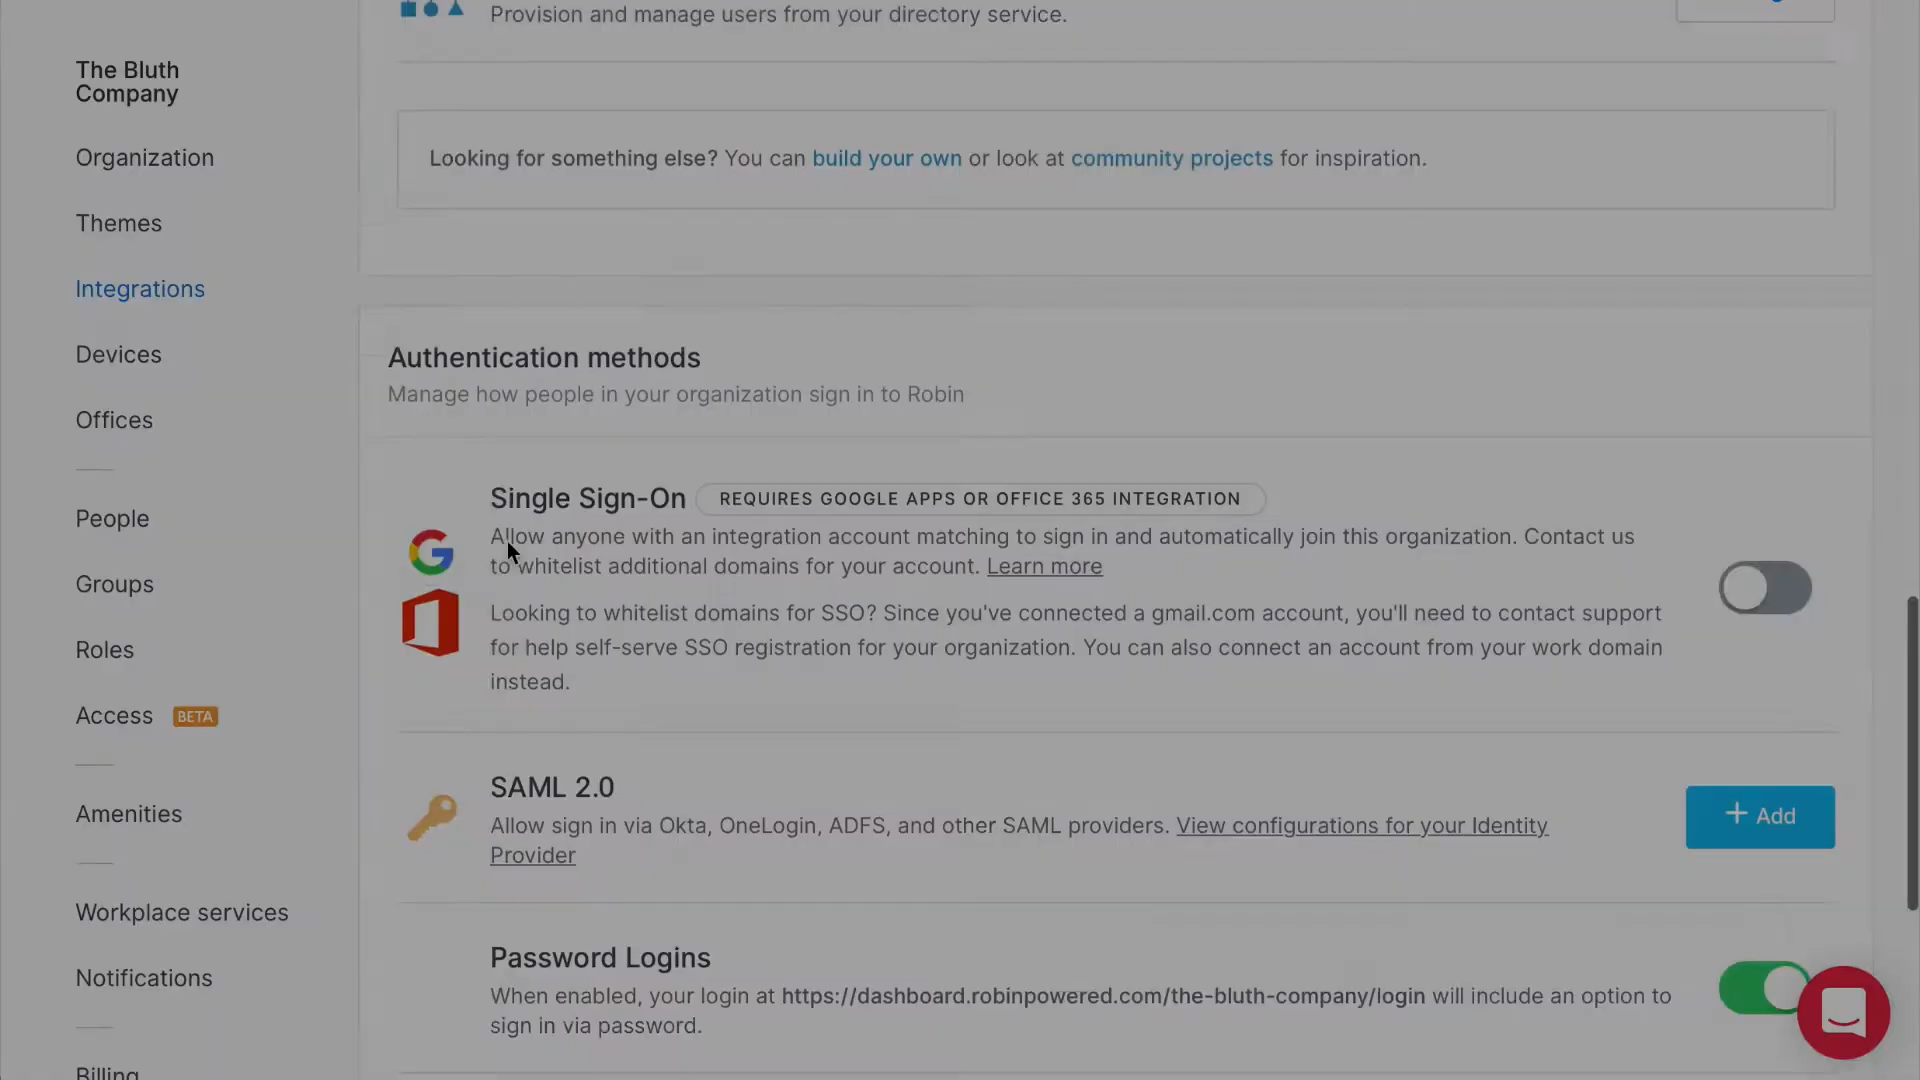 Provision and manage users from your directory service.
The Bluth
Company
Organization
Themes
Integrations
Devices
Offices
People
Groups
Roles
Access BETA
Amenities
Workplace services
Notifications
Billing
Looking for something else? You can build your own or look at community projects for inspiration.
Authentication methods
Manage how people in your organization sign in to Robin
Single Sign-On REQUIRES GOOGLE APPS OR OFFICE 365 INTEGRATION
Allow anyone with an integration account matching to sign in and automatically join this organization. Contact us
to whitelist additional domains for your account. Learn more
Looking to whitelist domains for SSO? Since you've connected a gmail.com account, you'll need to contact support
for help self-serve SSO registration for your organization. You can also connect an account from your work domain
instead.
SAML 2.0
Allow sign in via Okta, OneLogin, ADFS, and other SAML providers. View configurations for your Identity
Provider
+ Add
Password Logins
When enabled, your login at https://dashboard.robinpowered.com/the-bluth-company/login will include an option to
sign in via password.